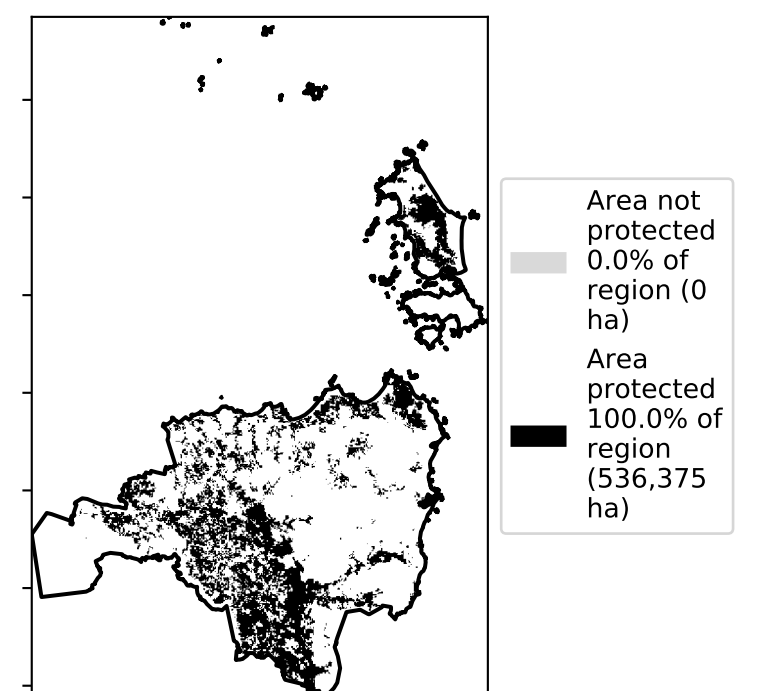 Area not
protected
0.0% of
region (0
ha)
Area
protected
100.0% of
region
(536,375
ha)